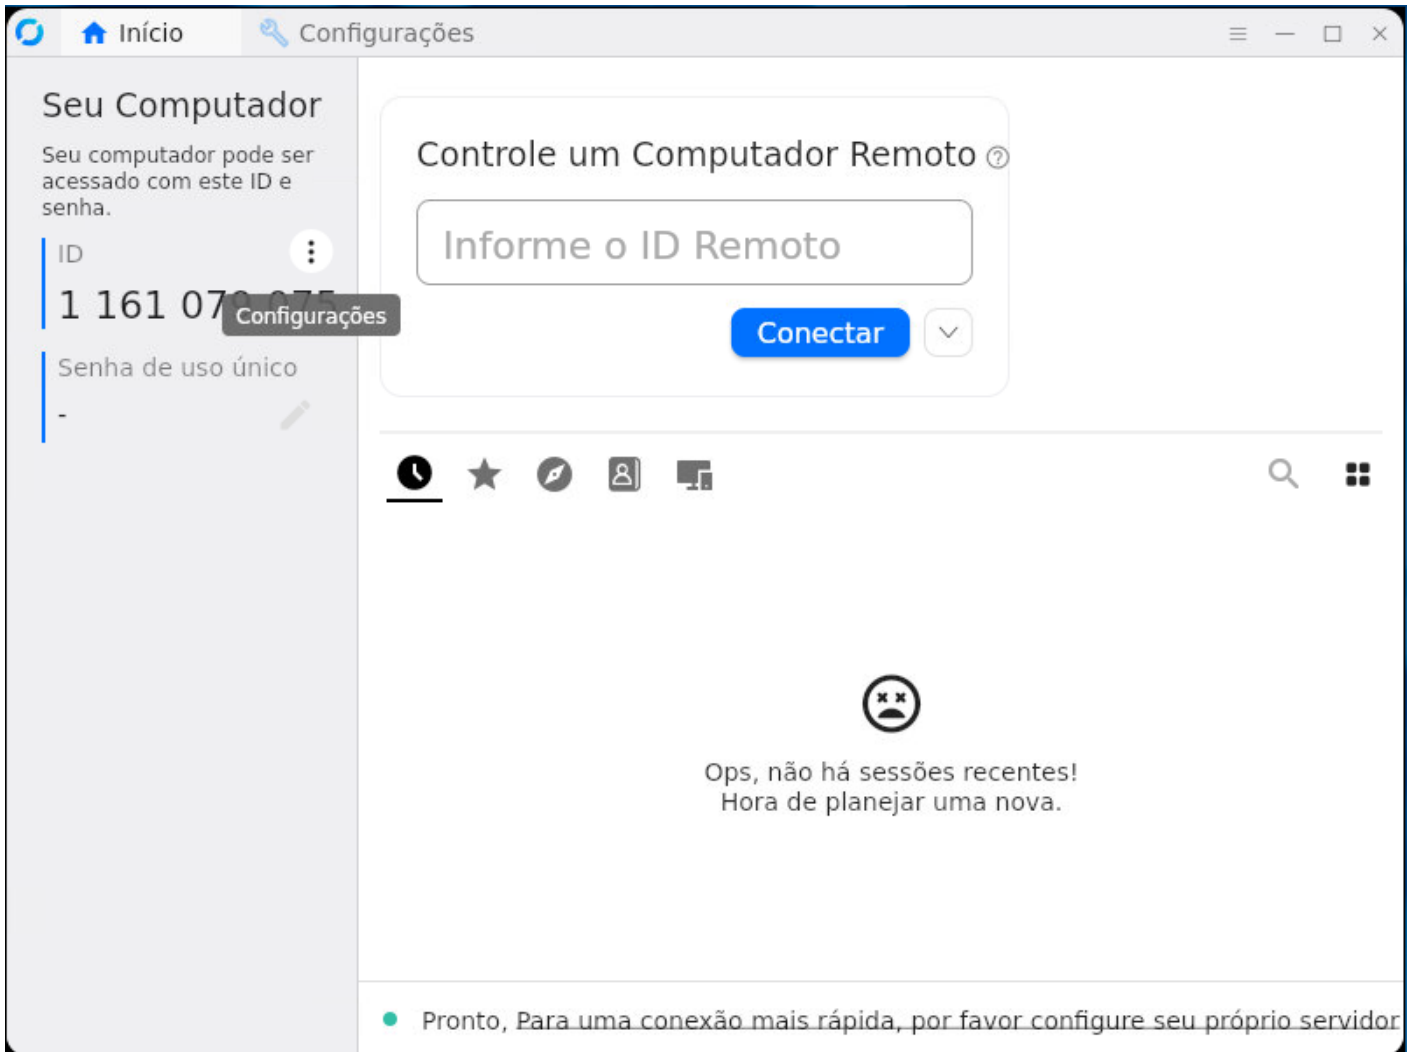 Início
Configurações
Seu Computador
Seu computador pode ser
acessado com este ID e
senha.
ID
1 161 079 075
Configurações
Senha de uso único
-
Controle um Computador Remoto
Informe o ID Remoto
Conectar
Ops, não há sessões recentes!
Hora de planejar uma nova.
Pronto, Para uma conexão mais rápida, por favor configure seu próprio servidor